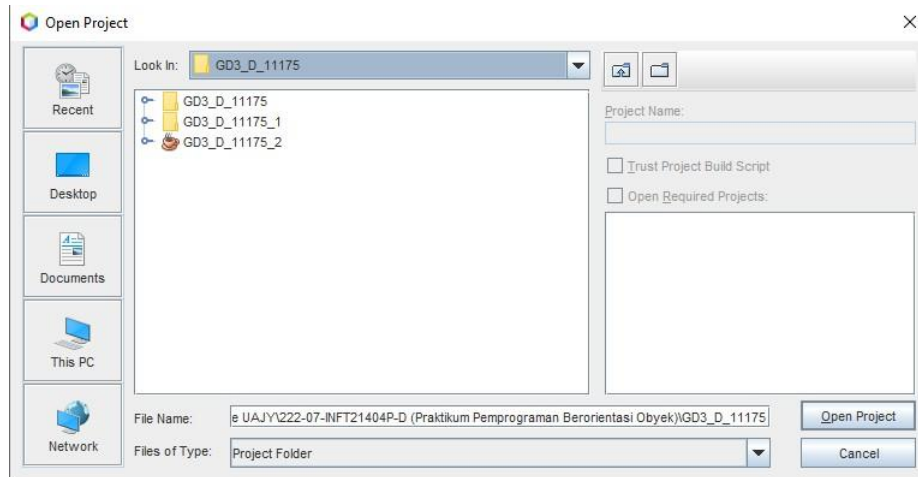 Open Project
Look In: GD3_D_11175
Recent
Desktop
Documents
This PC
Network
GD3_D_11175
GD3_D_11175_1
GD3_D_11175_2
Project Name:
Trust Project Build Script
Open Required Projects:
File Name: e UAJY\222-07-INFT21404P-D (Praktikum Pemprograman Berorientasi Obyek)\GD3_D_11175
Open Project
Files of Type: Project Folder
Cancel